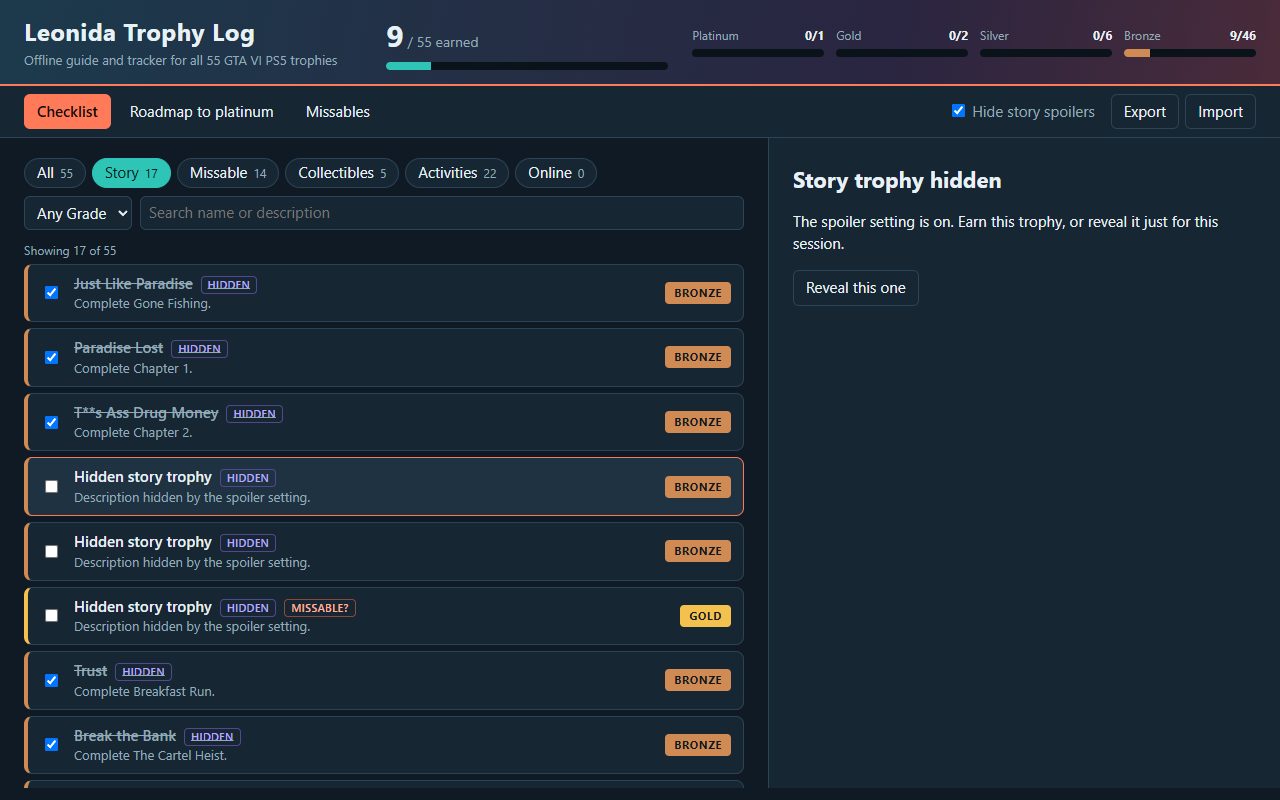 Leonida Trophy Log
Offline guide and tracker for all 55 GTA VI PS5 trophies
9 / 55 earned
Platinum 0/1
Gold 0/2
Silver 0/6
Bronze 9/46
Checklist
Roadmap to platinum
Missables
Hide story spoilers
Export
Import
All 55
Story 17
Missable 14
Collectibles 5
Activities 22
Online 0
Any Grade
Search name or description
Showing 17 of 55
Just Like Paradise HIDDEN
Complete Gone Fishing.
BRONZE
Paradise Lost HIDDEN
Complete Chapter 1.
BRONZE
T**s Ass Drug Money HIDDEN
Complete Chapter 2.
BRONZE
Hidden story trophy HIDDEN
Description hidden by the spoiler setting.
BRONZE
Hidden story trophy HIDDEN
Description hidden by the spoiler setting.
BRONZE
Hidden story trophy HIDDEN MISSABLE?
Description hidden by the spoiler setting.
GOLD
Trust HIDDEN
Complete Breakfast Run.
BRONZE
Break the Bank HIDDEN
Complete The Cartel Heist.
BRONZE
Story trophy hidden
The spoiler setting is on. Earn this trophy, or reveal it just for this
session.
Reveal this one